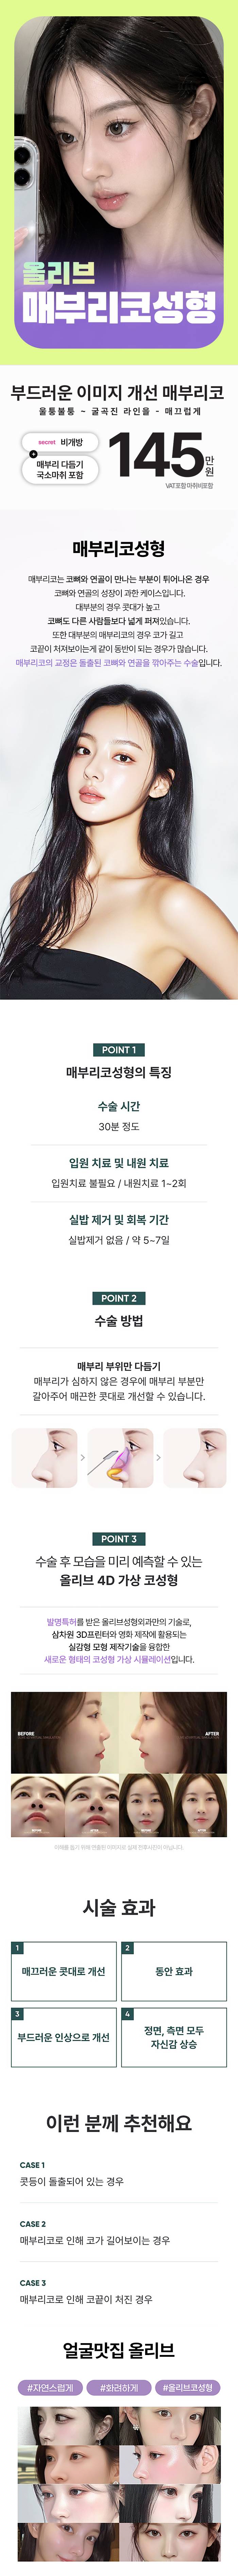 올리브
매부리코성형
부드러운 이미지 개선 매부리코
울퉁불퉁 ~ 굴곡진 라인을 - 매끄럽게
secret 비개방
+
매부리 다듬기
국소마취 포함
145만원
VAT포함 마취비포함
매부리코성형
매부리코는 코뼈와 연골이 만나는 부분이 튀어나온 경우
코뼈와 연골의 성장이 과한 케이스입니다.
대부분의 경우 콧대가 높고
코뼈도 다른 사람들보다 넓게 퍼져있습니다.
또한 대부분의 매부리코의 경우 코가 길고
코끝이 처져보이는게 같이 동반이 되는 경우가 많습니다.
매부리코의 교정은 돌출된 코뼈와 연골을 깎아주는 수술입니다.
POINT 1
매부리코성형의 특징
수술 시간
30분 정도
입원 치료 및 내원 치료
입원치료 불필요 / 내원치료 1~2회
실밥 제거 및 회복 기간
실밥제거 없음 / 약 5~7일
POINT 2
수술 방법
매부리 부위만 다듬기
매부리가 심하지 않은 경우에 매부리 부분만
갈아주어 매끈한 콧대로 개선할 수 있습니다.
POINT 3
수술 후 모습을 미리 예측할 수 있는
올리브 4D 가상 코성형
발명특허를 받은 올리브성형외과만의 기술로,
삼차원 3D프린터와 영화 제작에 활용되는
실감형 모형 제작기술을 융합한
새로운 형태의 코성형 가상 시뮬레이션입니다.
BEFORE
AFTER
이해를 돕기 위해 연출된 이미지로 실제 전후사진이 아닙니다.
시술 효과
1
매끄러운 콧대로 개선
2
동안 효과
3
부드러운 인상으로 개선
4
정면, 측면 모두
자신감 상승
이런 분께 추천해요
CASE 1
콧등이 돌출되어 있는 경우
CASE 2
매부리코로 인해 코가 길어보이는 경우
CASE 3
매부리코로 인해 코끝이 처진 경우
얼굴맛집 올리브
#자연스럽게
#화려하게
#올리브코성형